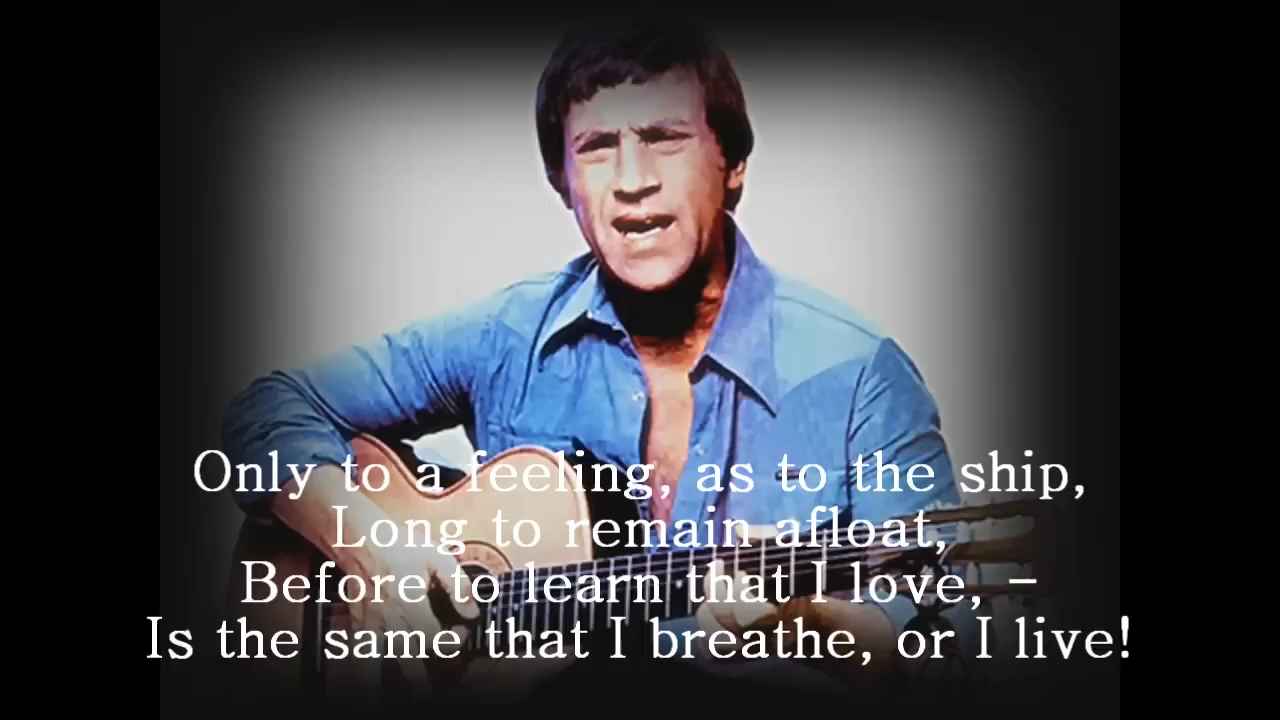 Only to a feeling, as to the ship,
Long to remain afloat,
Before to learn that I love, –
Is the same that I breathe, or I live!